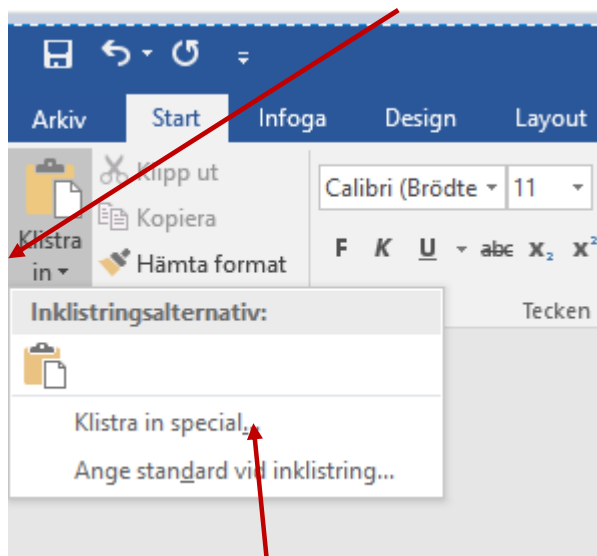 Arkiv Start Infoga Design Layout
Klipp ut
Kopiera
Hämta format
Klistra
in
Calibri (Brödte 11
F K U abc X₂ X²
Tecken
Inklistringsalternativ:
Klistra in special...
Ange standard vid inklistring...